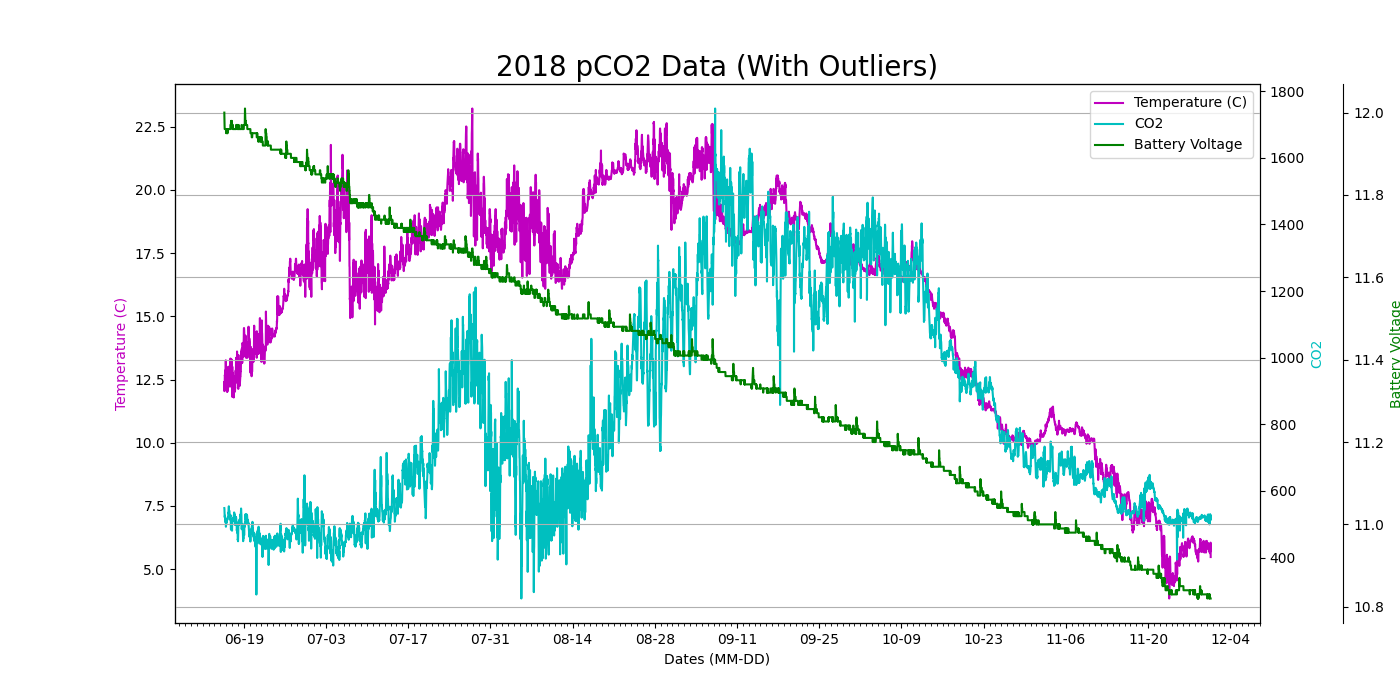 2018 pCO2 Data (With Outliers)
Temperature (C)
CO2
Battery Voltage
22.5
20.0
17.5
15.0
12.5
10.0
7.5
5.0
Temperature (C)
1800
1600
1400
1200
1000
800
600
400
CO2
12.0
11.8
11.6
11.4
11.2
11.0
10.8
Battery Voltage
06-19 07-03 07-17 07-31 08-14 08-28 09-11 09-25 10-09 10-23 11-06 11-20 12-04
Dates (MM-DD)